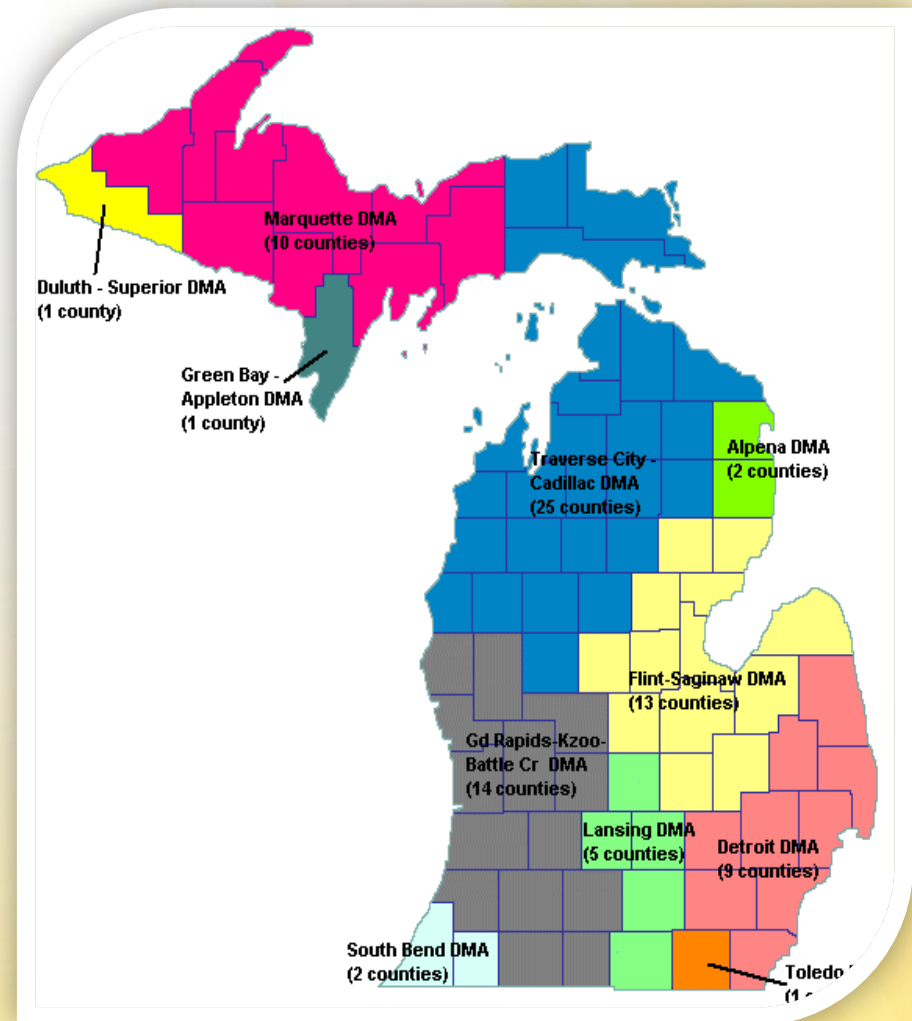 Marquette DMA
(10 counties)
Duluth - Superior DMA
(1 county)
Green Bay -
Appleton DMA
(1 county)
Alpena DMA
(2 counties)
Traverse City -
Cadillac DMA
(25 counties)
Flint-Saginaw DMA
(13 counties)
Gd Rapids-Kzoo-
Battle Cr DMA
(14 counties)
Lansing DMA
(5 counties)
Detroit DMA
(9 counties)
South Bend DMA
(2 counties)
Toledo
(1